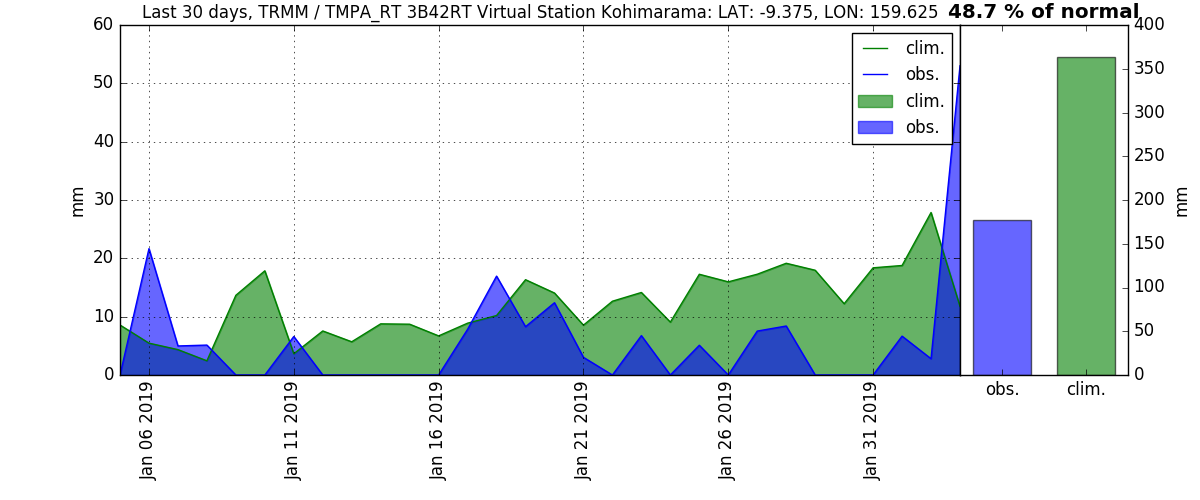 Last 30 days, TRMM / TMPA_RT 3B42RT Virtual Station Kohimarama: LAT: -9.375, LON: 159.625 48.7 % of normal
60
50
40
30
20
10
0
mm
clim.
obs.
clim.
obs.
400
350
300
250
200
150
100
50
0
mm
Jan 06 2019
Jan 11 2019
Jan 16 2019
Jan 21 2019
Jan 26 2019
Jan 31 2019
obs.
clim.